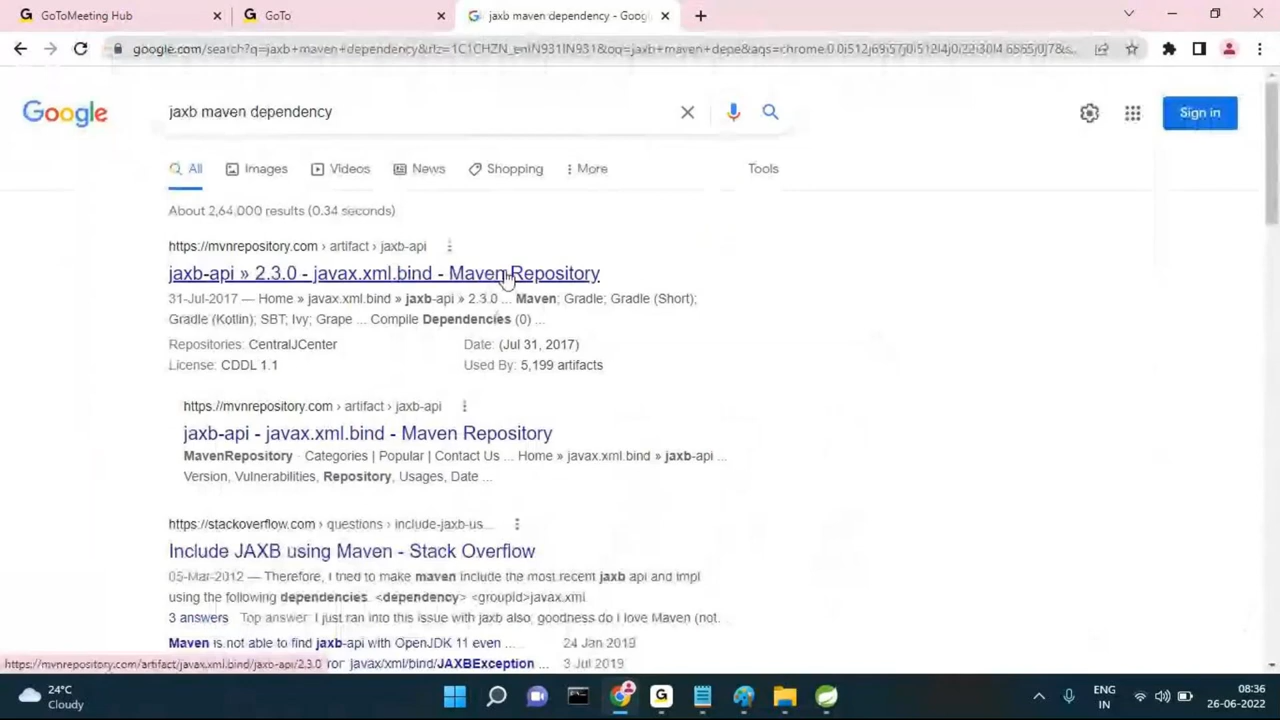 GoToMeeting Hub
GoTo
jaxb maven dependency - Goog
google.com/search?q=jaxb+maven+dependency&rlz=1C1CHZN_enIN931IN931&oq=jaxb+maven+depe&aqs=chrome.0.0i512j69i57j0i512l4j0i22i30l4.6565j0j7&s...
Google
jaxb maven dependency
Sign in
All
Images
Videos
News
Shopping
More
Tools
About 2,64,000 results (0.34 seconds)
https://mvnrepository.com › artifact › jaxb-api
jaxb-api » 2.3.0 - javax.xml.bind - Maven Repository
31-Jul-2017 — Home » javax.xml.bind » jaxb-api » 2.3.0 ... Maven; Gradle; Gradle (Short);
Gradle (Kotlin); SBT; Ivy; Grape ... Compile Dependencies (0) ...
Repositories: CentralJCenter
Date: (Jul 31, 2017)
License: CDDL 1.1
Used By: 5,199 artifacts
https://mvnrepository.com › artifact › jaxb-api
jaxb-api - javax.xml.bind - Maven Repository
MavenRepository · Categories | Popular | Contact Us ... Home » javax.xml.bind » jaxb-api ...
Version, Vulnerabilities, Repository, Usages, Date ...
https://stackoverflow.com › questions › include-jaxb-us...
Include JAXB using Maven - Stack Overflow
05-Mar-2012 — Therefore, I tried to make maven include the most recent jaxb api and impl
using the following dependencies. <dependency> <groupId>javax.xml
3 answers · Top answer: I just ran into this issue with jaxb also; goodness do I love Maven (not.
Maven is not able to find jaxb-api with OpenJDK 11 even ...
24 Jan 2019
https://mvnrepository.com/artifact/javax.xml.bind/jaxb-api/2.3.0
for javax/xml/bind/JAXBException ...
3 Jul 2019
24°C
Cloudy
ENG
IN
08:36
26-06-2022